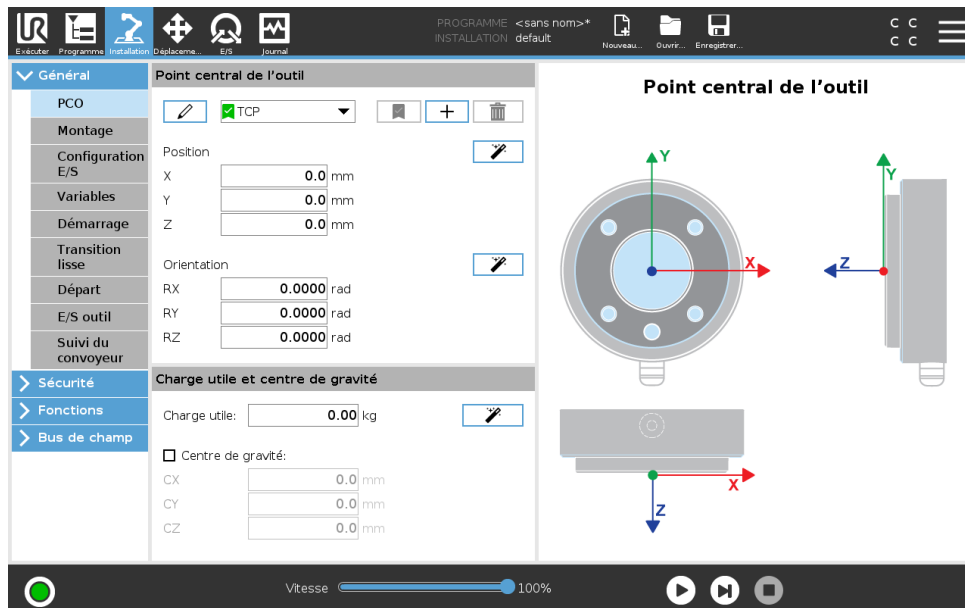 PROGRAMME <sans nom>*
INSTALLATION default
UR
Exécuter
Programme
Installation
Déplaceme...
E/S
Journal
Nouveau...
Ouvrir...
Enregistrer...
C C
C C
Général
PCO
Montage
Configuration
E/S
Variables
Démarrage
Transition
lisse
Départ
E/S outil
Suivi du
convoyeur
Sécurité
Fonctions
Bus de champ
Point central de l'outil
TCP
Position
X 0.0 mm
Y 0.0 mm
Z 0.0 mm
Orientation
RX 0.0000 rad
RY 0.0000 rad
RZ 0.0000 rad
Charge utile et centre de gravité
Charge utile: 0.00 kg
Centre de gravité:
CX 0.0 mm
CY 0.0 mm
CZ 0.0 mm
Point central de l'outil
Y
X
Y
Z
X
Z
Vitesse 100%